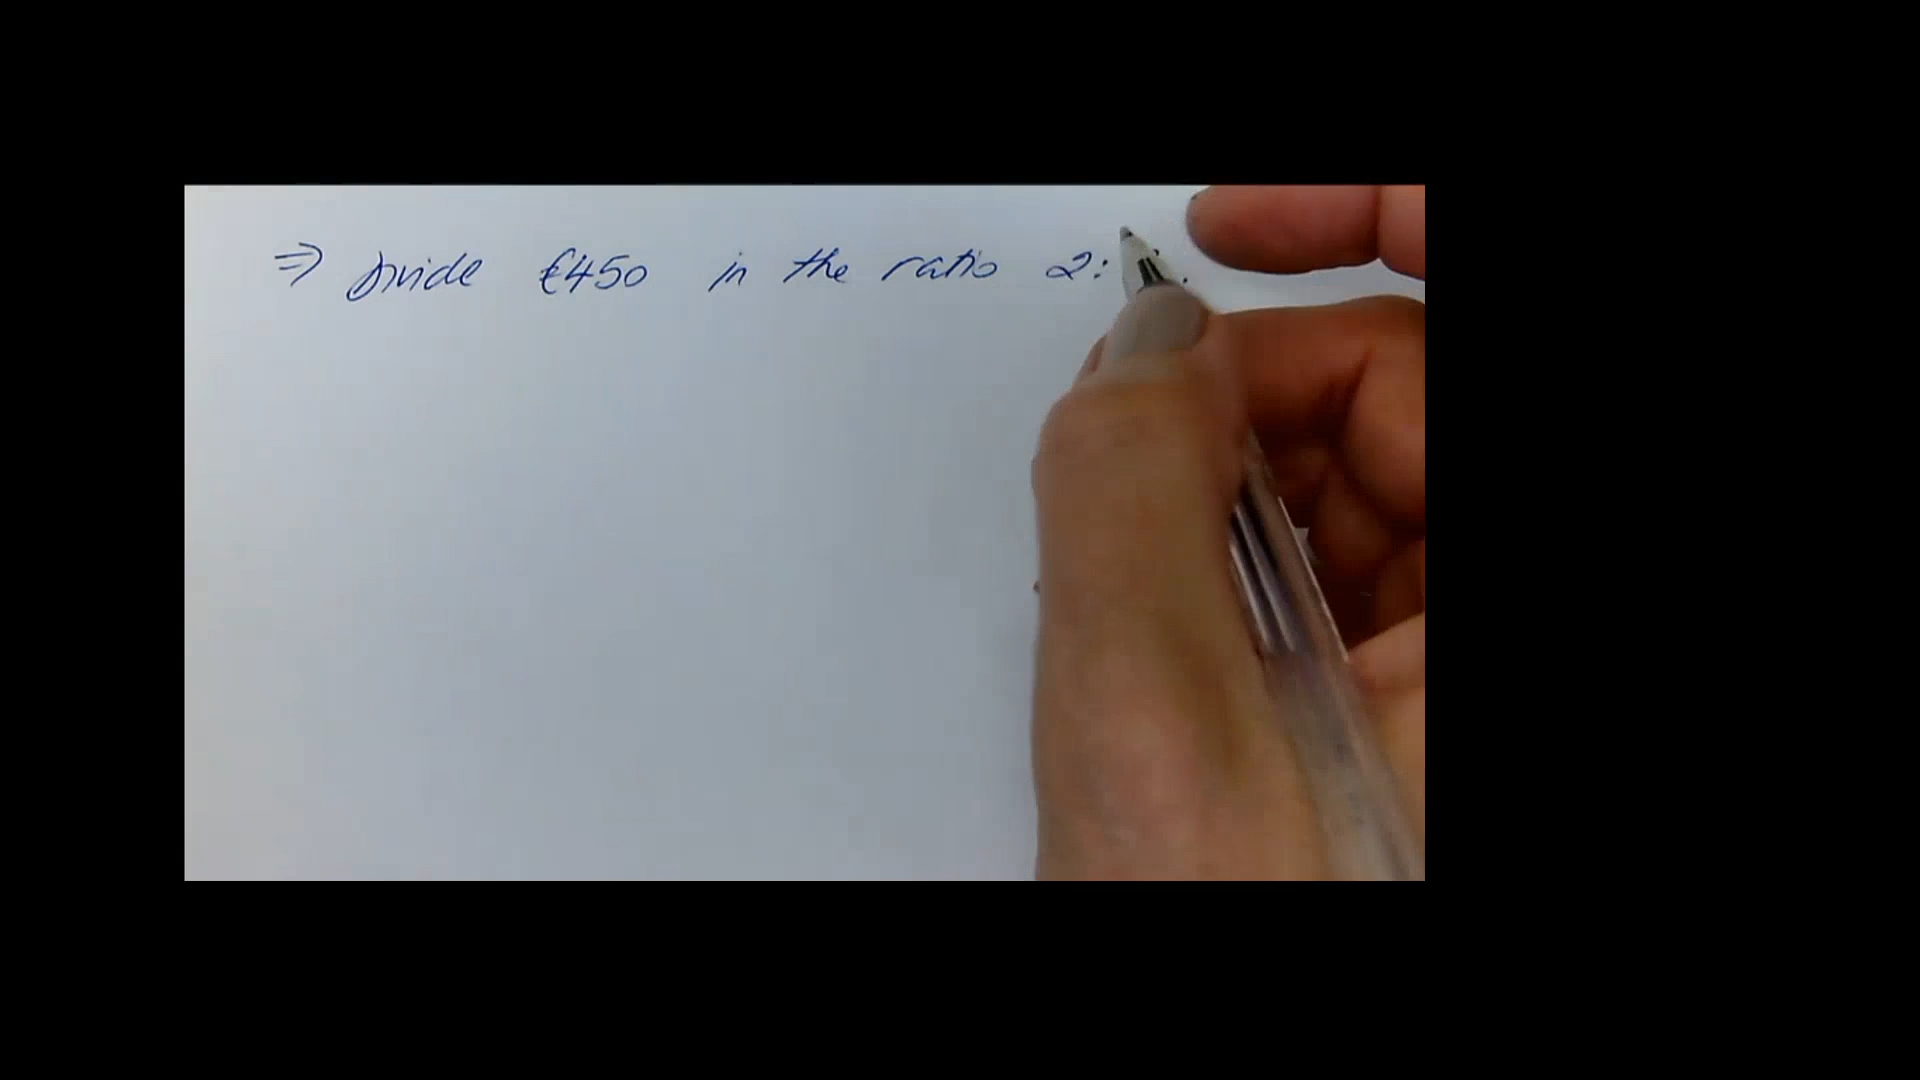 ⇒ Divide €450 in the ratio 2: